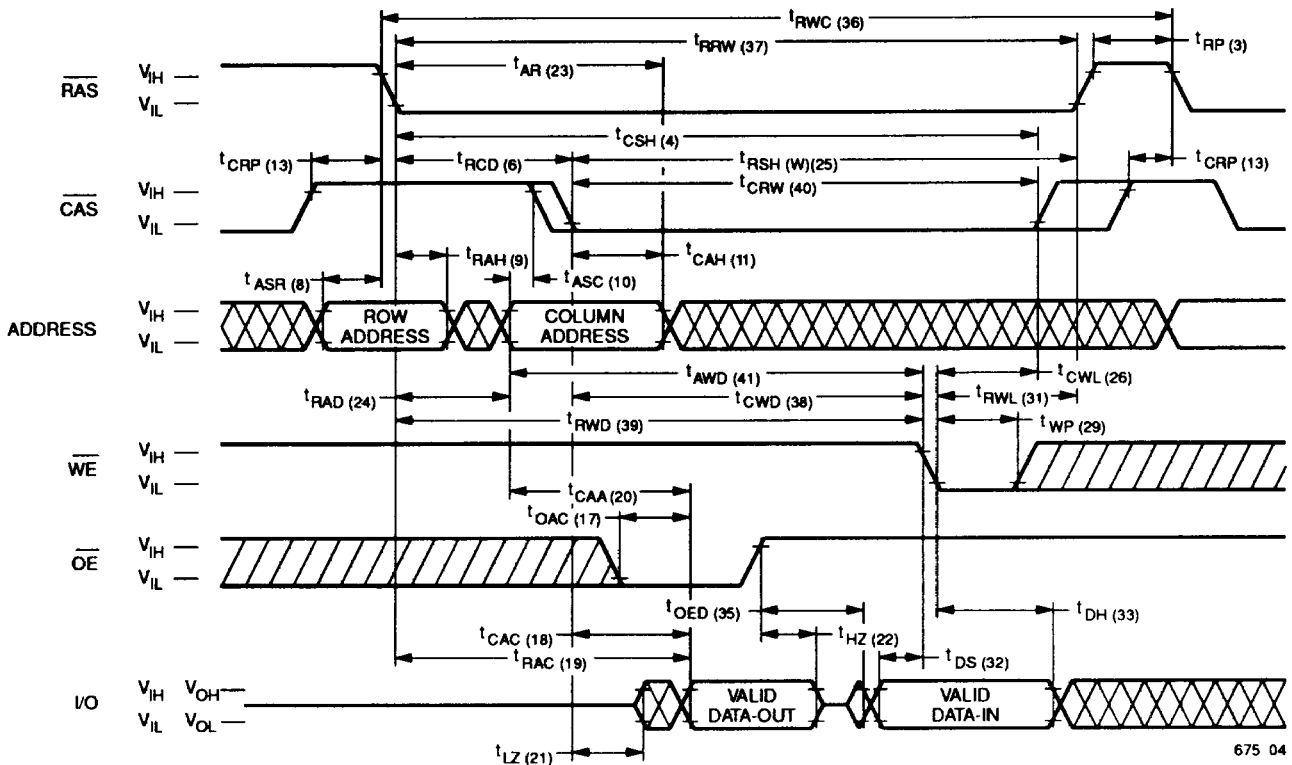 tRWC (36)
tRRW (37)
tRP (3)
tAR (23)
RAS
VIH
VIL
tCSH (4)
tCRP (13)
tRCD (6)
tRSH (W)(25)
tCRP (13)
tCRW (40)
CAS
VIH
VIL
tRAH (9)
tCAH (11)
tASR (8)
tASC (10)
ADDRESS
VIH
VIL
ROW ADDRESS
COLUMN ADDRESS
tAWD (41)
tCWL (26)
tRAD (24)
tCWD (38)
tRWL (31)
tRWD (39)
tWP (29)
WE
VIH
VIL
tCAA (20)
tOAC (17)
OE
VIH
VIL
tOED (35)
tDH (33)
tCAC (18)
tHZ (22)
tRAC (19)
tDS (32)
I/O
VIH VOH
VIL VOL
VALID DATA-OUT
VALID DATA-IN
tLZ (21)
675 04